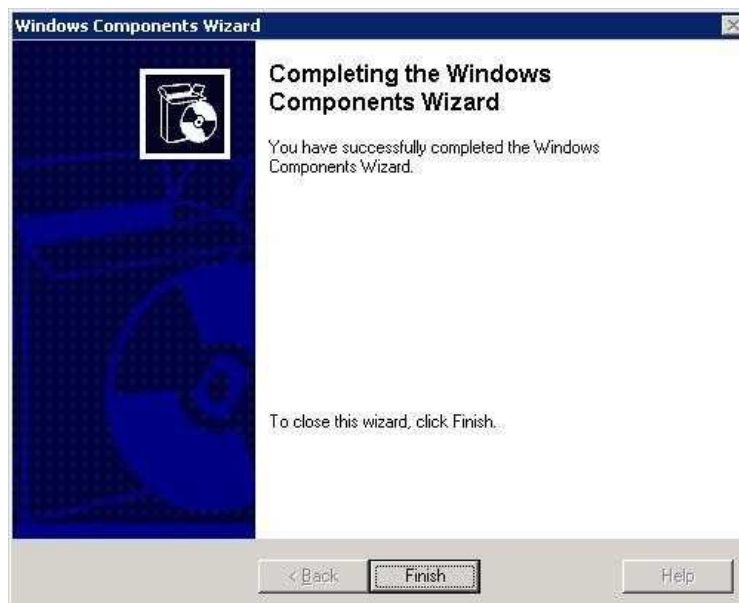 Windows Components Wizard
Completing the Windows
Components Wizard
You have successfully completed the Windows
Components Wizard.
To close this wizard, click Finish.
< Back
Finish
Help